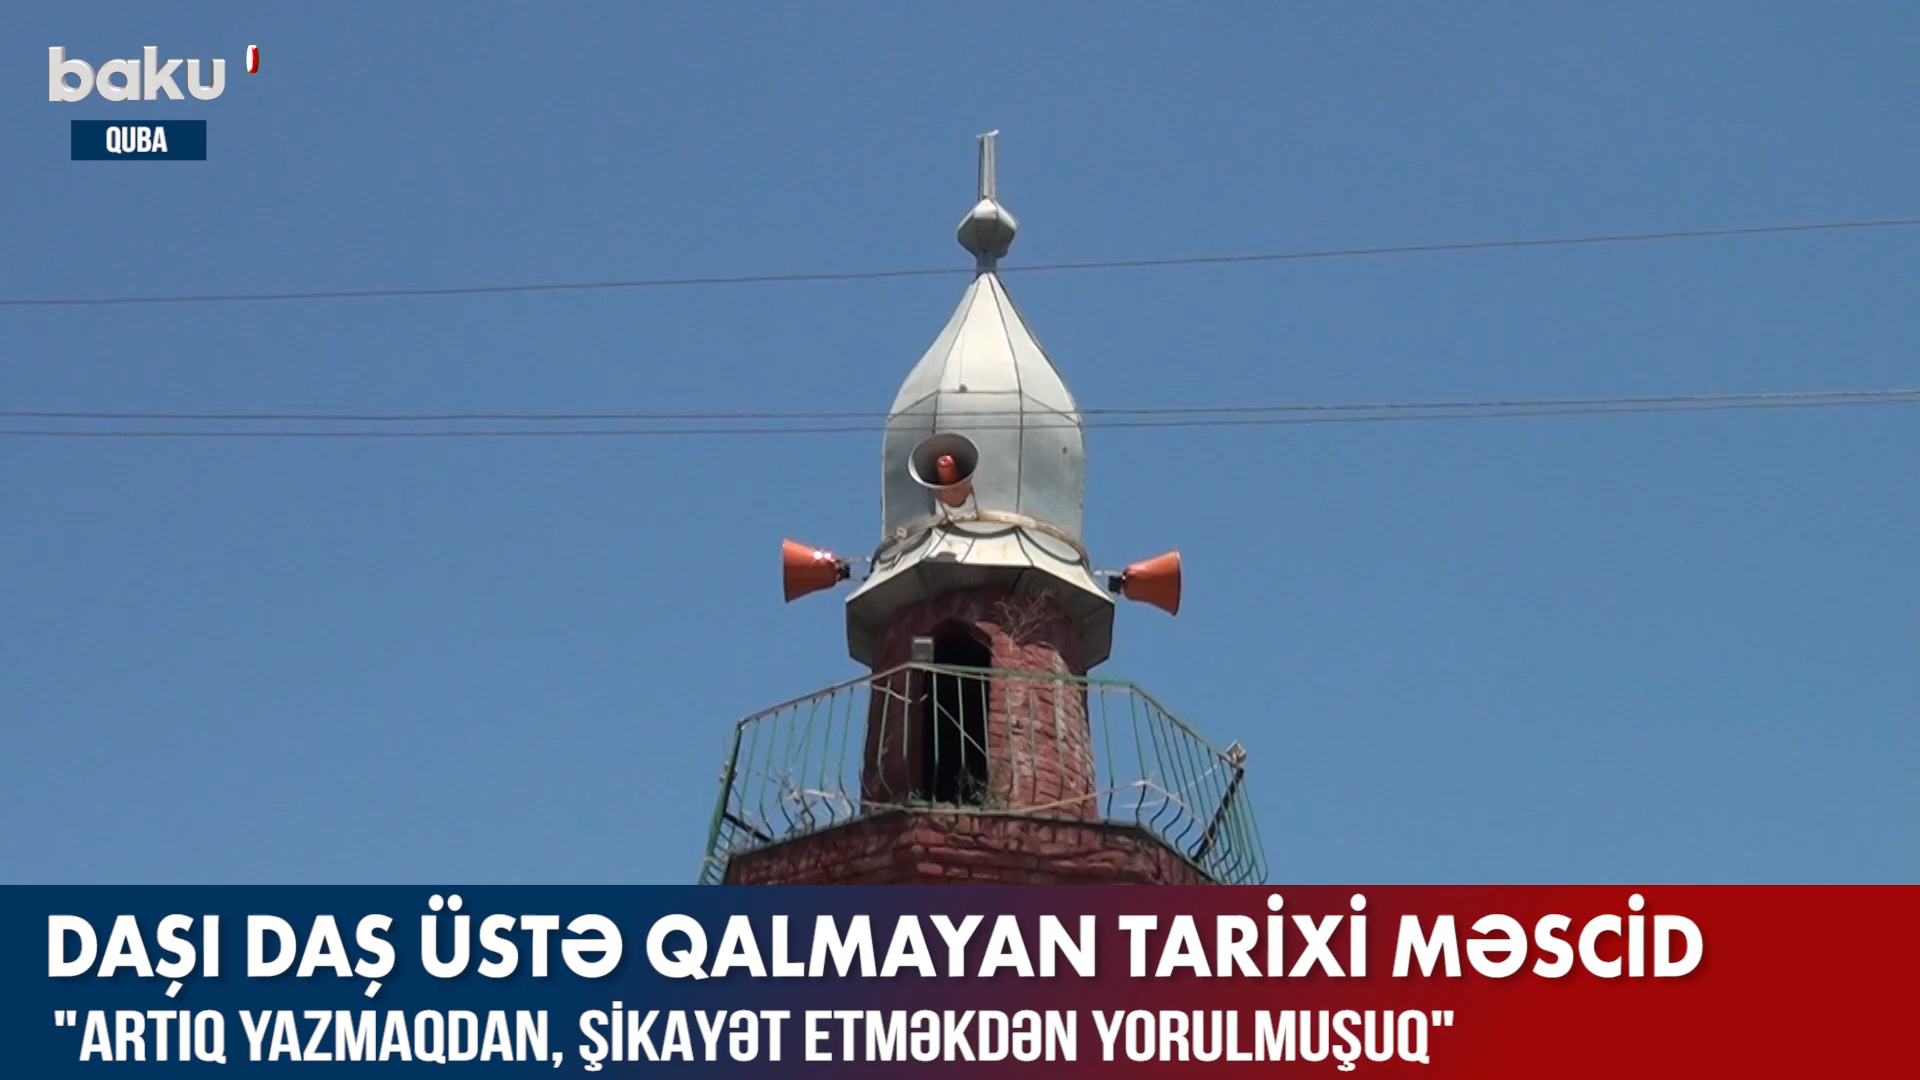 baku
QUBA
DAŞI DAŞ ÜSTƏ QALMAYAN TARİXİ MƏSCİD
"ARTIQ YAZMAQDAN, ŞİKAYƏT ETMƏKDƏN YORULMUŞUQ"